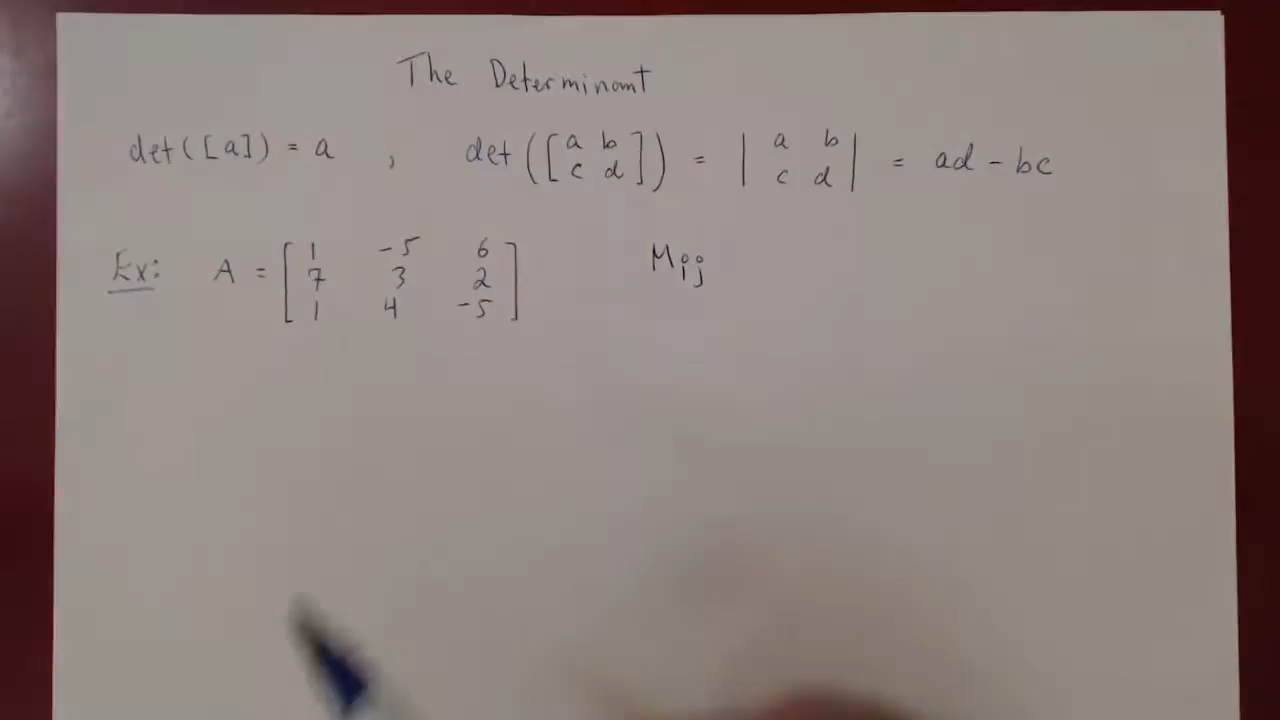 The Determinant
det([a]) = a , det([a b
c d]) = |a b
c d| = ad - bc
Ex: A = [1 -5 6
7 3 2
1 4 -5] Mij